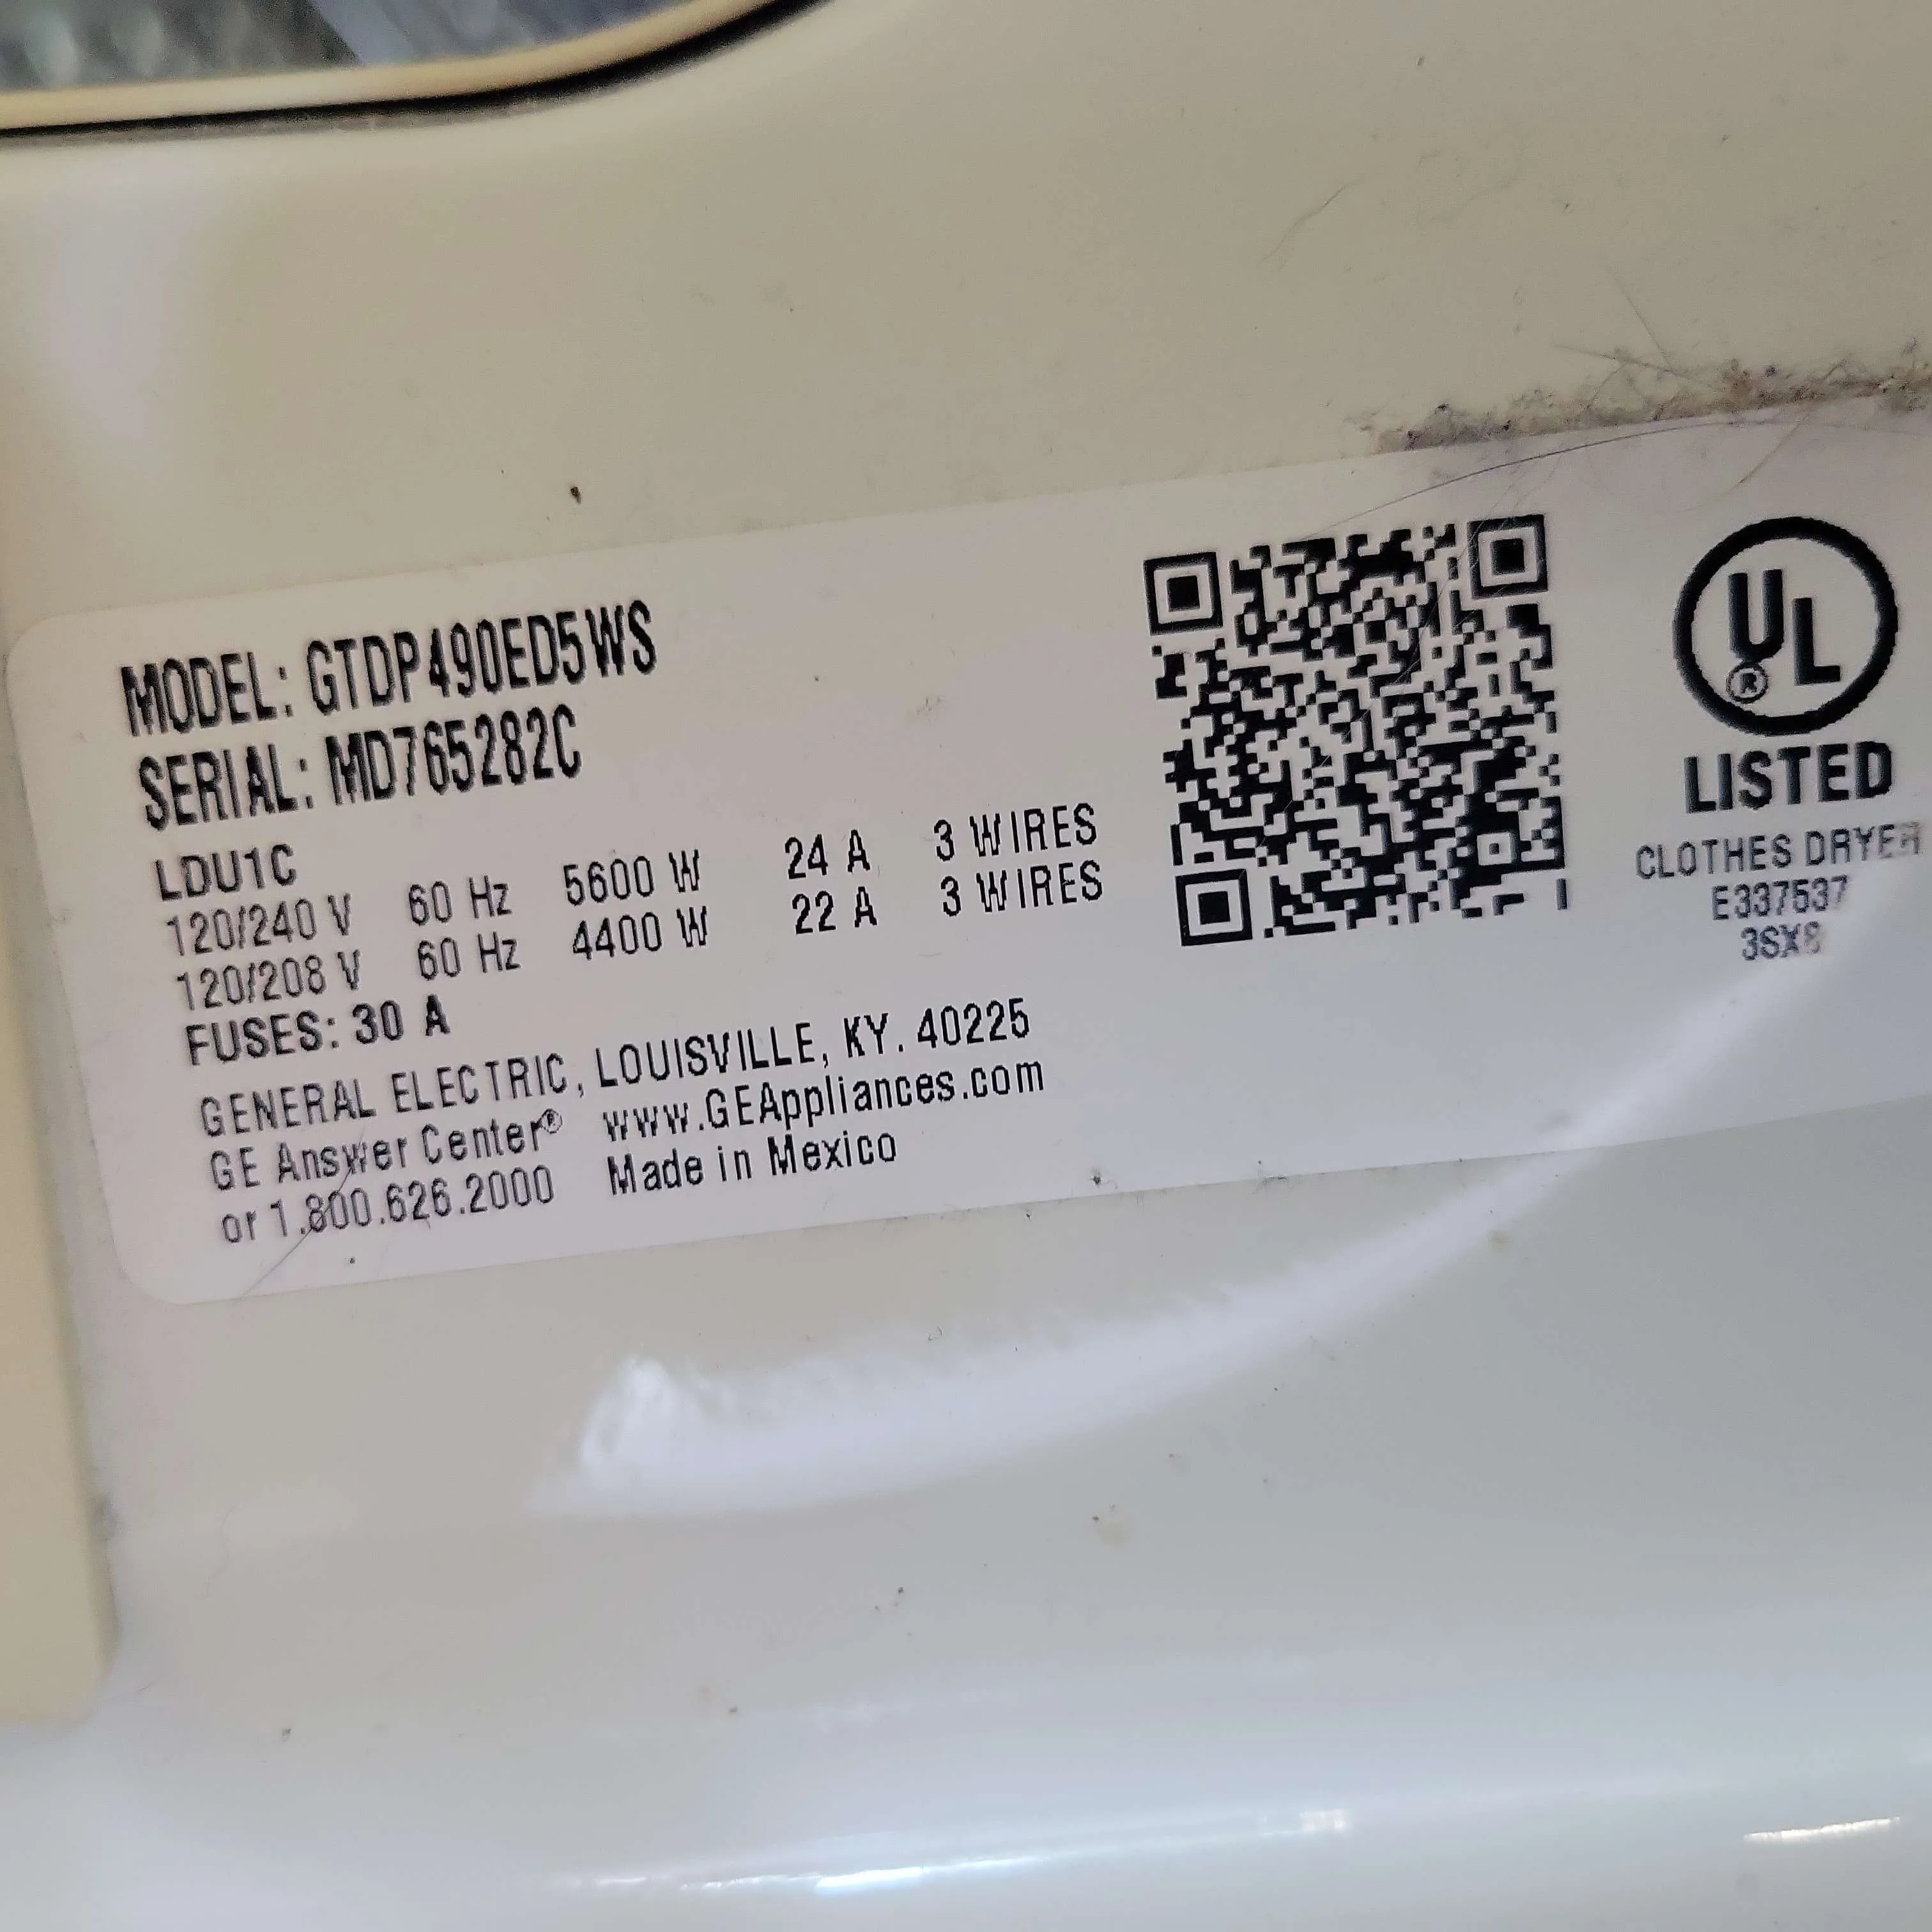 MODEL: GTDP490ED5WS
SERIAL: MD765282C
LDU1C
120/240 V 60 Hz 5600 W 24 A 3 WIRES
120/208 V 60 Hz 4400 W 22 A 3 WIRES
FUSES: 30 A
GENERAL ELECTRIC, LOUISVILLE, KY. 40225
GE Answer Center® www.GEAppliances.com
or 1.800.626.2000 Made in Mexico
UL ®
LISTED
CLOTHES DRYER
E337537